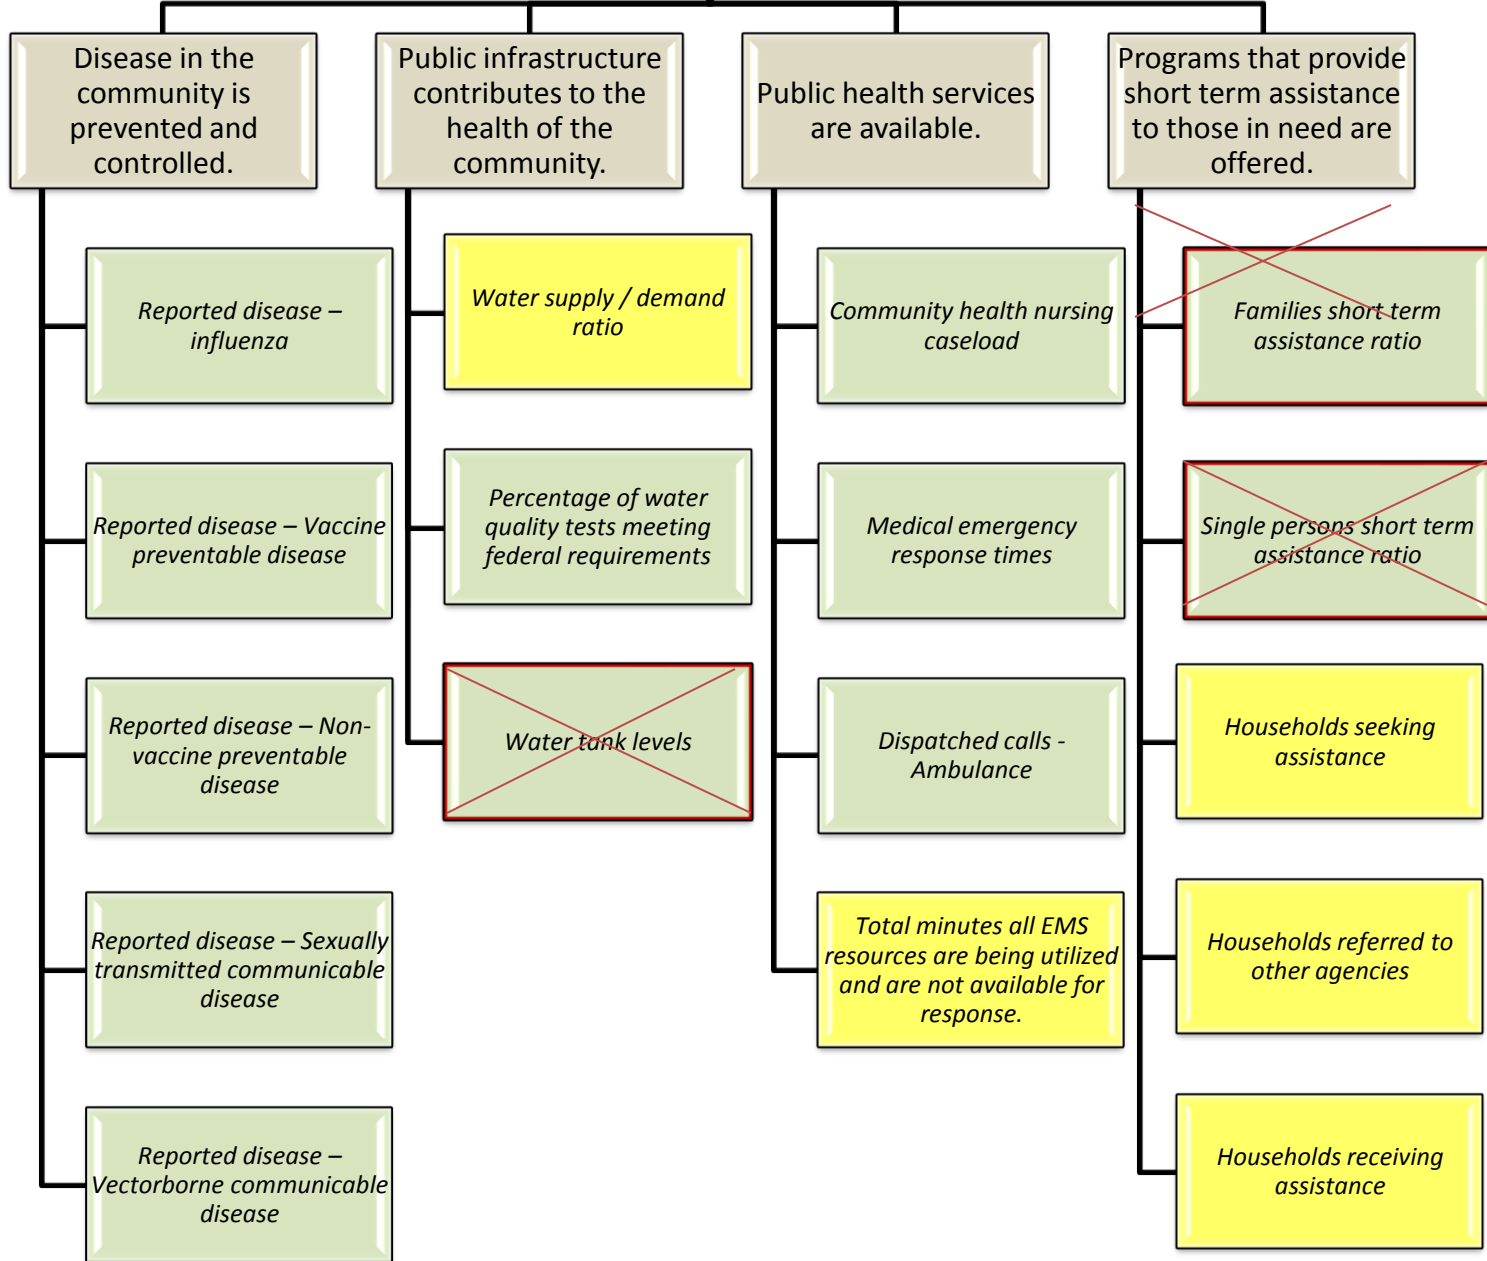 Disease in the
community is
prevented and
controlled.
Reported disease –
influenza
Reported disease – Vaccine
preventable disease
Reported disease – Non-
vaccine preventable
disease
Reported disease – Sexually
transmitted communicable
disease
Reported disease –
Vectorborne communicable
disease
Public infrastructure
contributes to the
health of the
community.
Water supply / demand
ratio
Percentage of water
quality tests meeting
federal requirements
Water tank levels
Public health services
are available.
Community health nursing
caseload
Medical emergency
response times
Dispatched calls -
Ambulance
Total minutes all EMS
resources are being utilized
and are not available for
response.
Programs that provide
short term assistance
to those in need are
offered.
Families short term
assistance ratio
Single persons short term
assistance ratio
Households seeking
assistance
Households referred to
other agencies
Households receiving
assistance